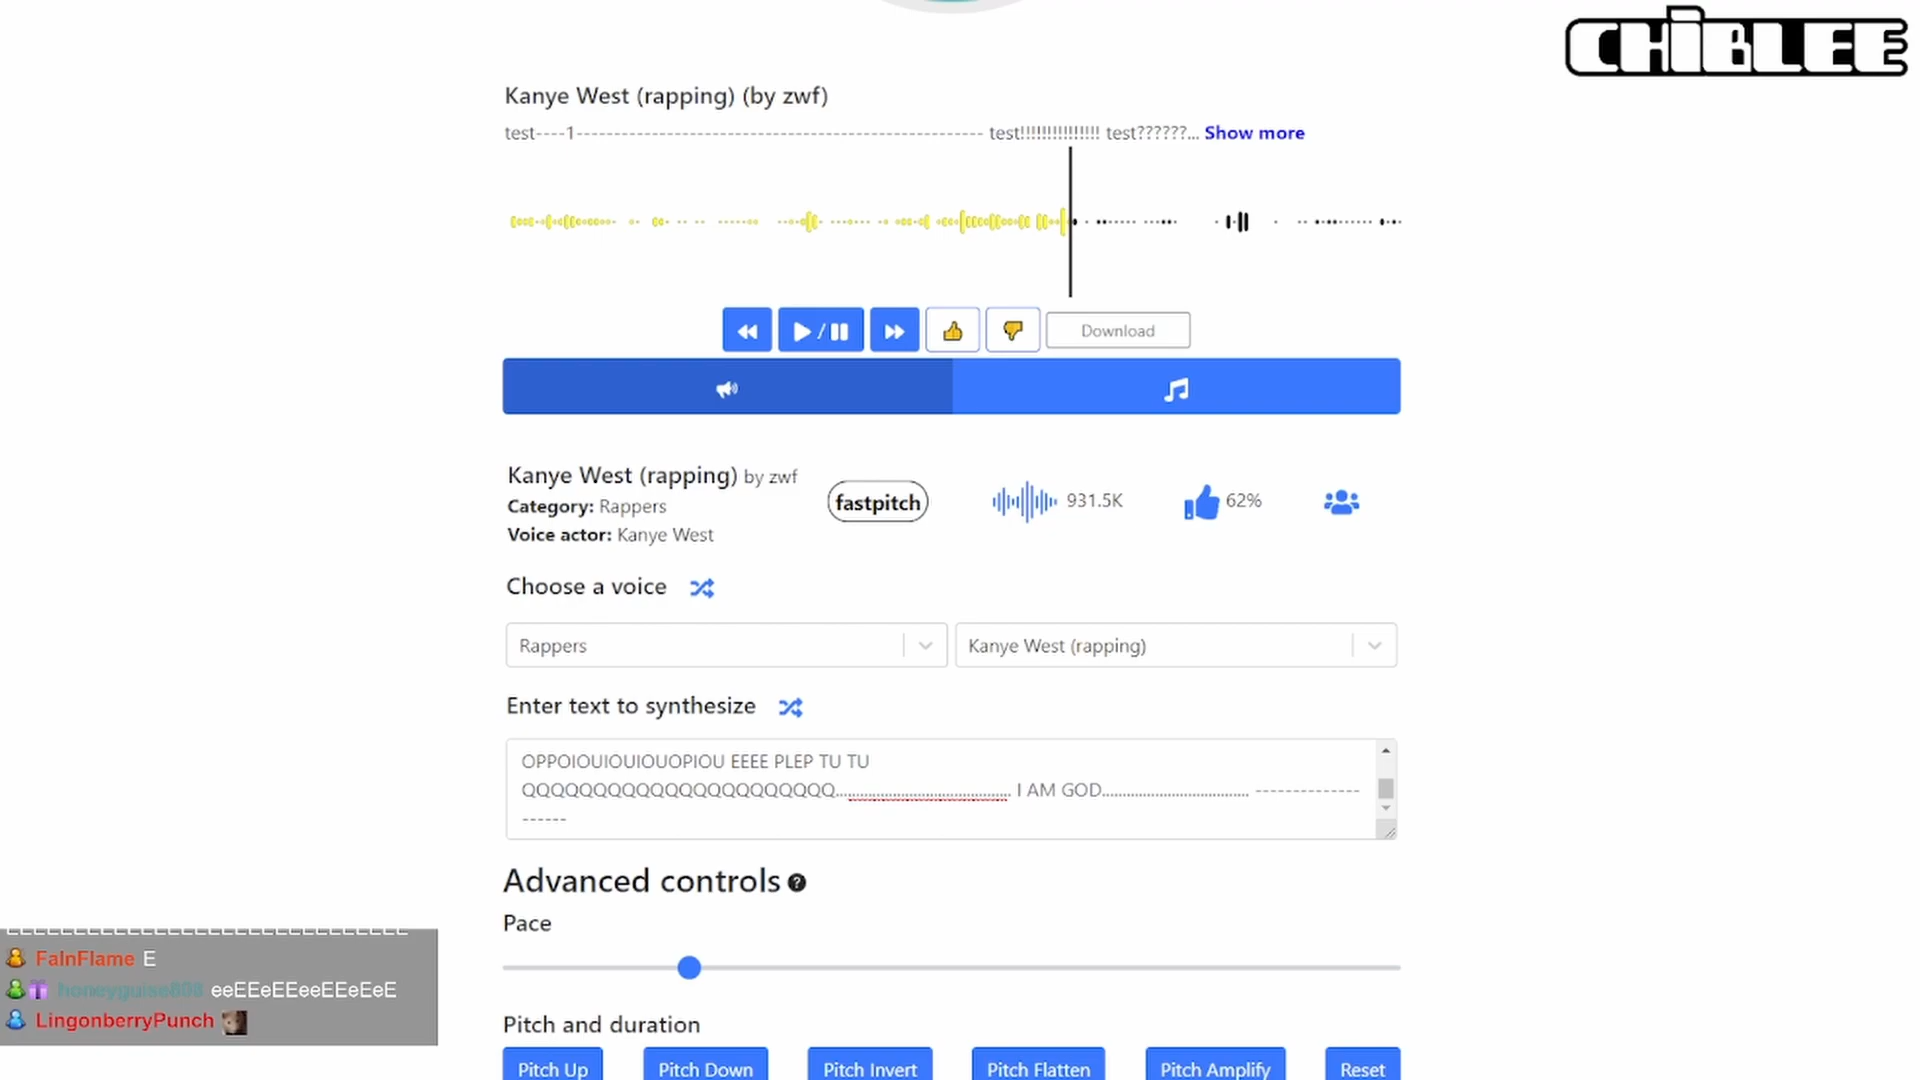 CHIBLEE
Kanye West (rapping) (by zwf)
test----1------------------------------------------------------ test!!!!!!!!!!!!!!! test??????... Show more
Download
Kanye West (rapping) by zwf
Category: Rappers
Voice actor: Kanye West
fastpitch
931.5K
62%
Choose a voice
Rappers
Kanye West (rapping)
Enter text to synthesize
OPPOIOUIOUIOUOPIOU EEEE PLEP TU TU
QQQQQQQQQQQQQQQQQQQQQQ........................................ I AM GOD................................. --------------
------
Advanced controls
Pace
FaInFlame E
honeyguise808 eeEEeEEeeEEeEeE
LingonberryPunch
Pitch and duration
Pitch Up
Pitch Down
Pitch Invert
Pitch Flatten
Pitch Amplify
Reset